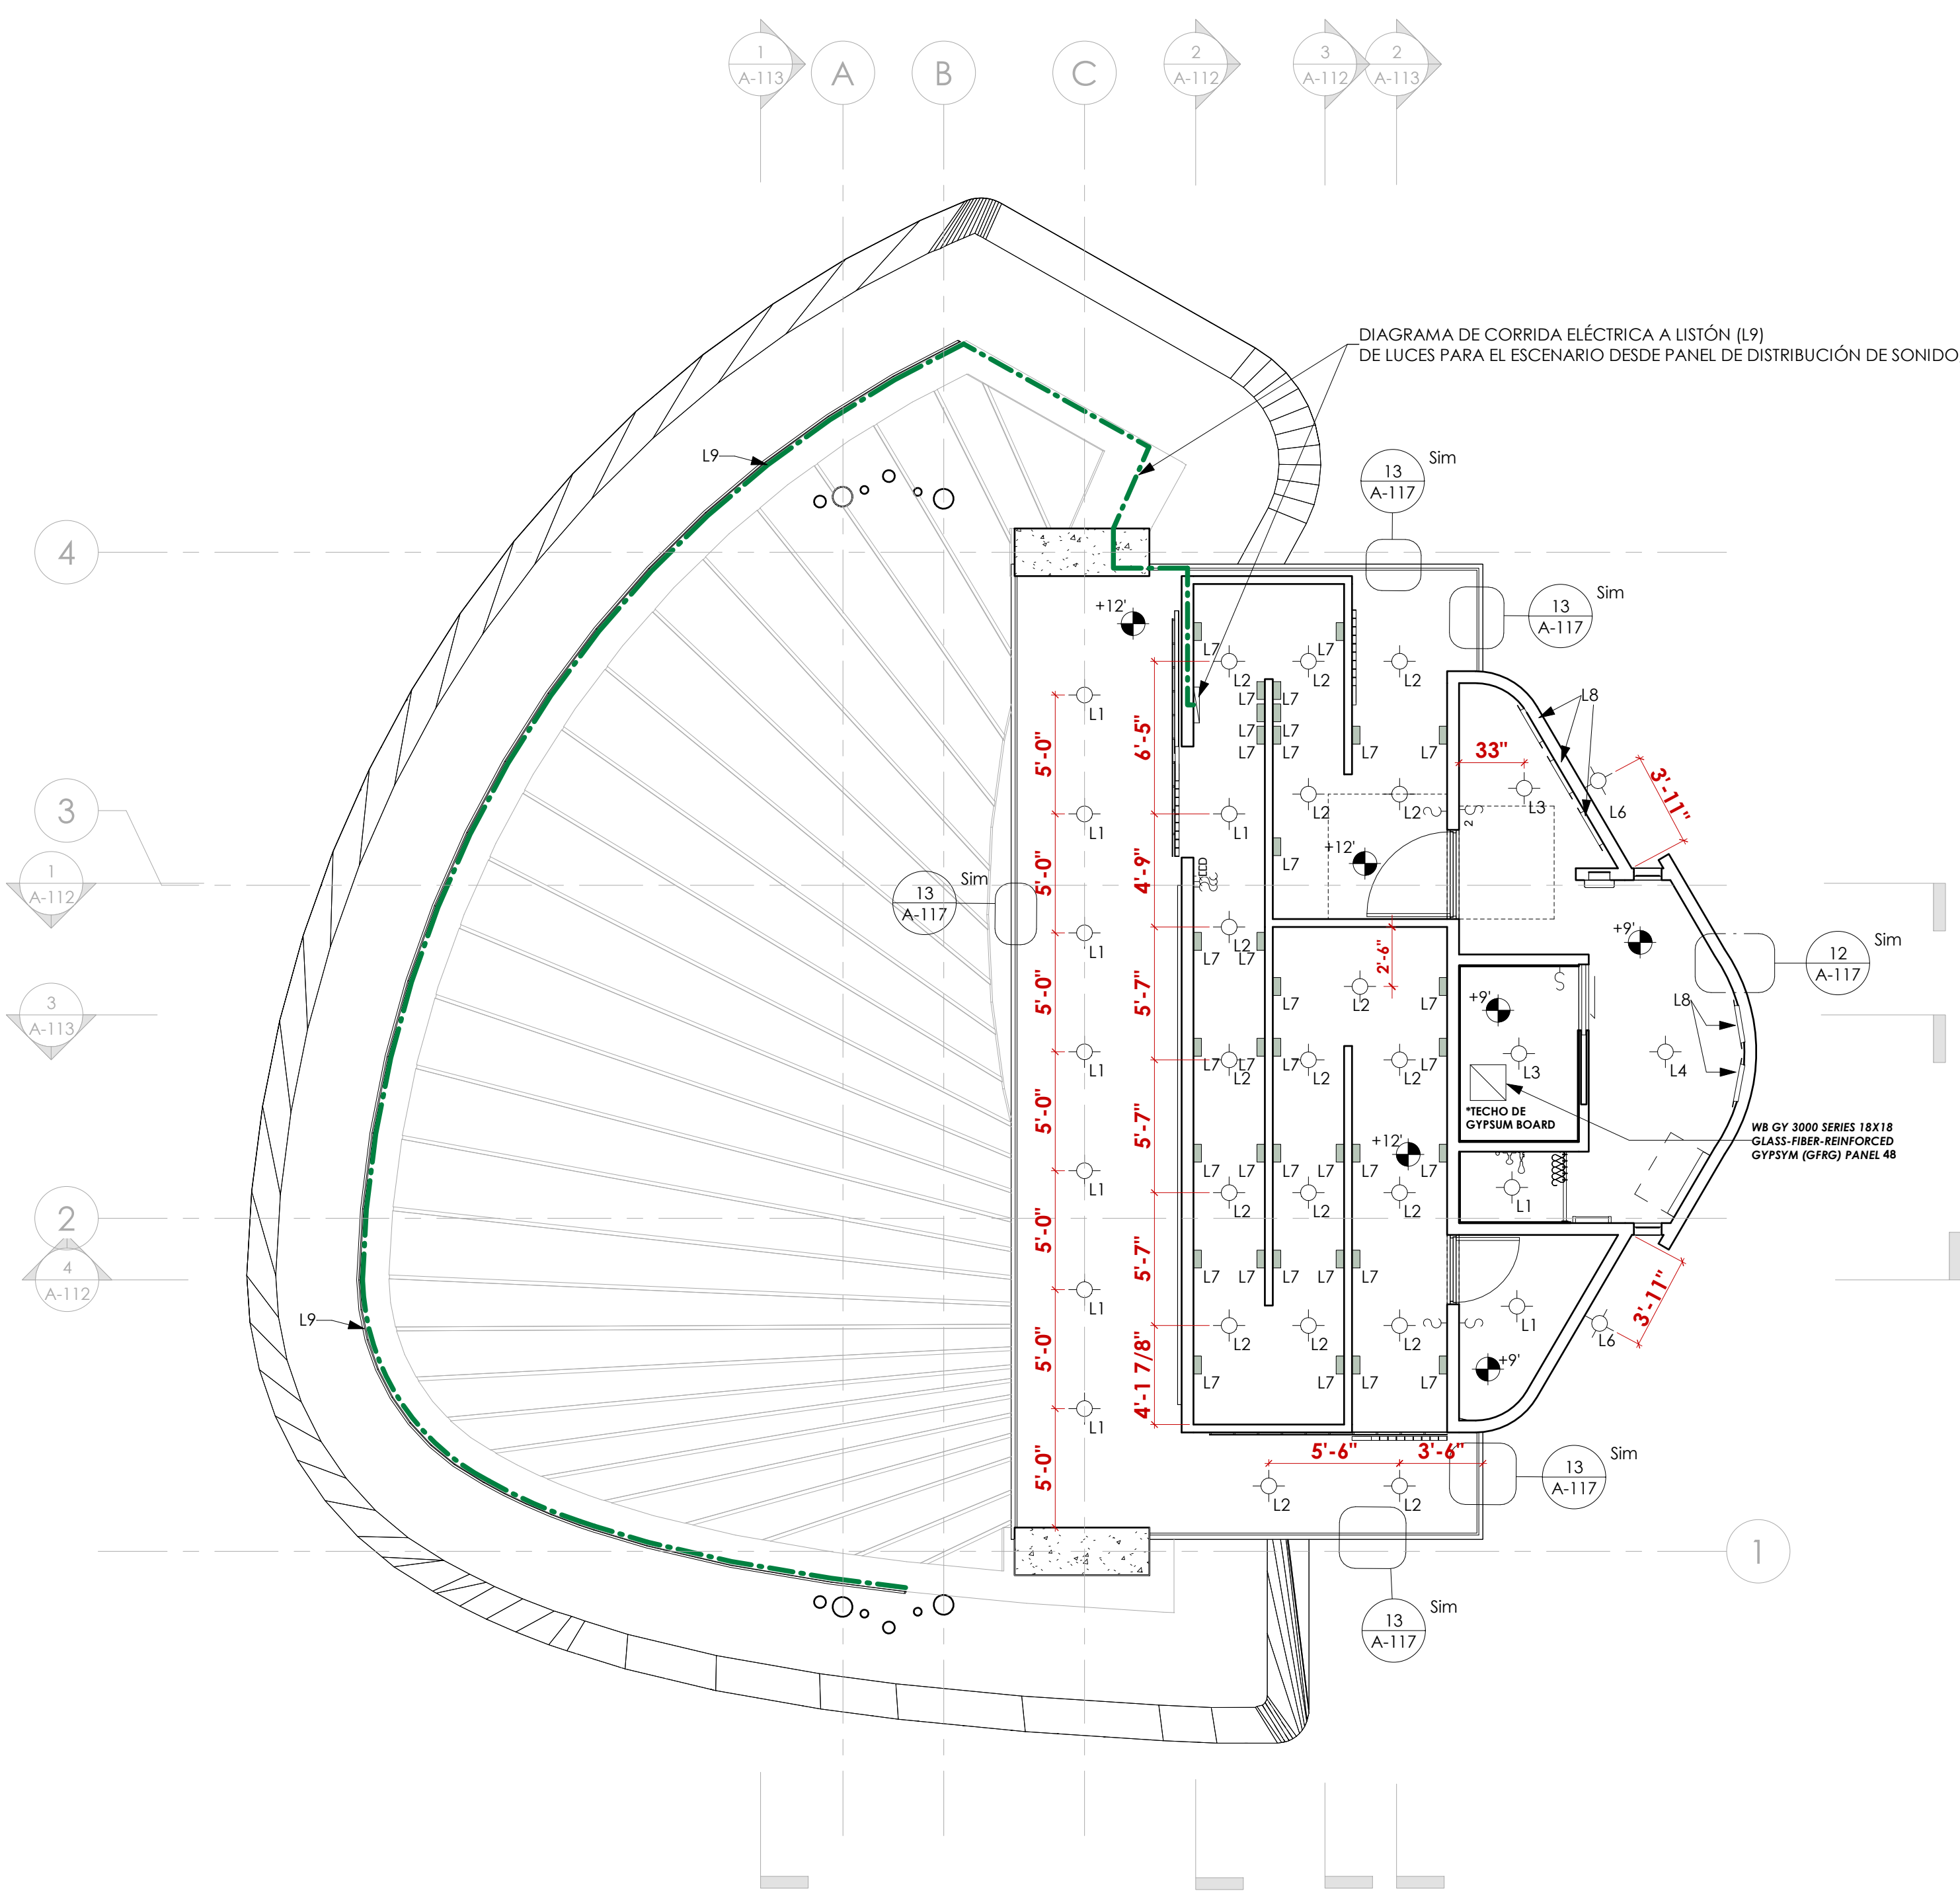 1
A-113
A
B
C
2
A-112
3
A-112
2
A-113
DIAGRAMA DE CORRIDA ELÉCTRICA A LISTÓN (L9)
DE LUCES PARA EL ESCENARIO DESDE PANEL DE DISTRIBUCIÓN DE SONIDO
L9
13
A-117
Sim
4
13
A-117
Sim
+12'
L7
L7
L2
L2
L2
L7
L7
L8
L1
L7
L7
L7
L7
L7
L7
6'-5"
5'-0"
33"
3'-11"
L3
L6
3
L2
L2
2
L1
L1
L7
+12'
1
A-112
13
A-117
Sim
5'-0"
4'-9"
L1
L2
L7
L7
2'-6"
+9'
12
A-117
Sim
3
A-113
5'-0"
5'-7"
L7
L2
L7
+9'
L8
L1
L7
L7
L2
L7
L2
L2
L7
L3
L4
*TECHO DE
GYPSUM BOARD
WB GY 3000 SERIES 18X18
GLASS-FIBER-REINFORCED
GYPSYM (GFRG) PANEL 48
5'-0"
5'-7"
+12'
L7
L7
L7
L7
L7
L7
L1
L1
2
L2
L2
L2
4
A-112
5'-0"
5'-7"
L7
L7
L7
L7
L7
3'-11"
L1
L1
L9
L2
L2
L2
L6
5'-0"
4'-1 7/8"
+9'
L7
L7
L7
L7
L1
5'-0"
5'-6"
3'-6"
13
A-117
Sim
L2
L2
1
13
A-117
Sim